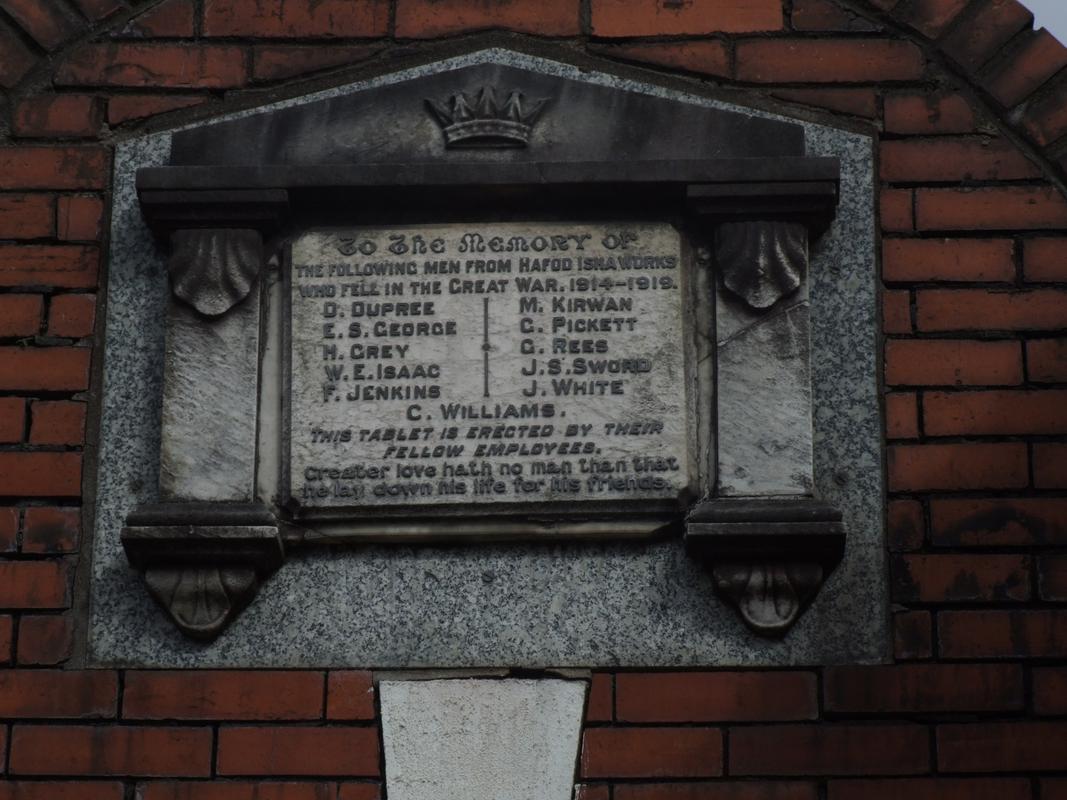 To The Memory of
THE FOLLOWING MEN FROM HAFOD ISHA WORKS
WHO FELL IN THE GREAT WAR. 1914-1919.
D. DUPREE M. KIRWAN
E. S. GEORGE G. PICKETT
H. GREY G. REES
W. E. ISAAC J. S. SWORD
F. JENKINS J. WHITE
C. WILLIAMS.
THIS TABLET IS ERECTED BY THEIR
FELLOW EMPLOYEES.
Greater love hath no man than that
he lay down his life for his friends.